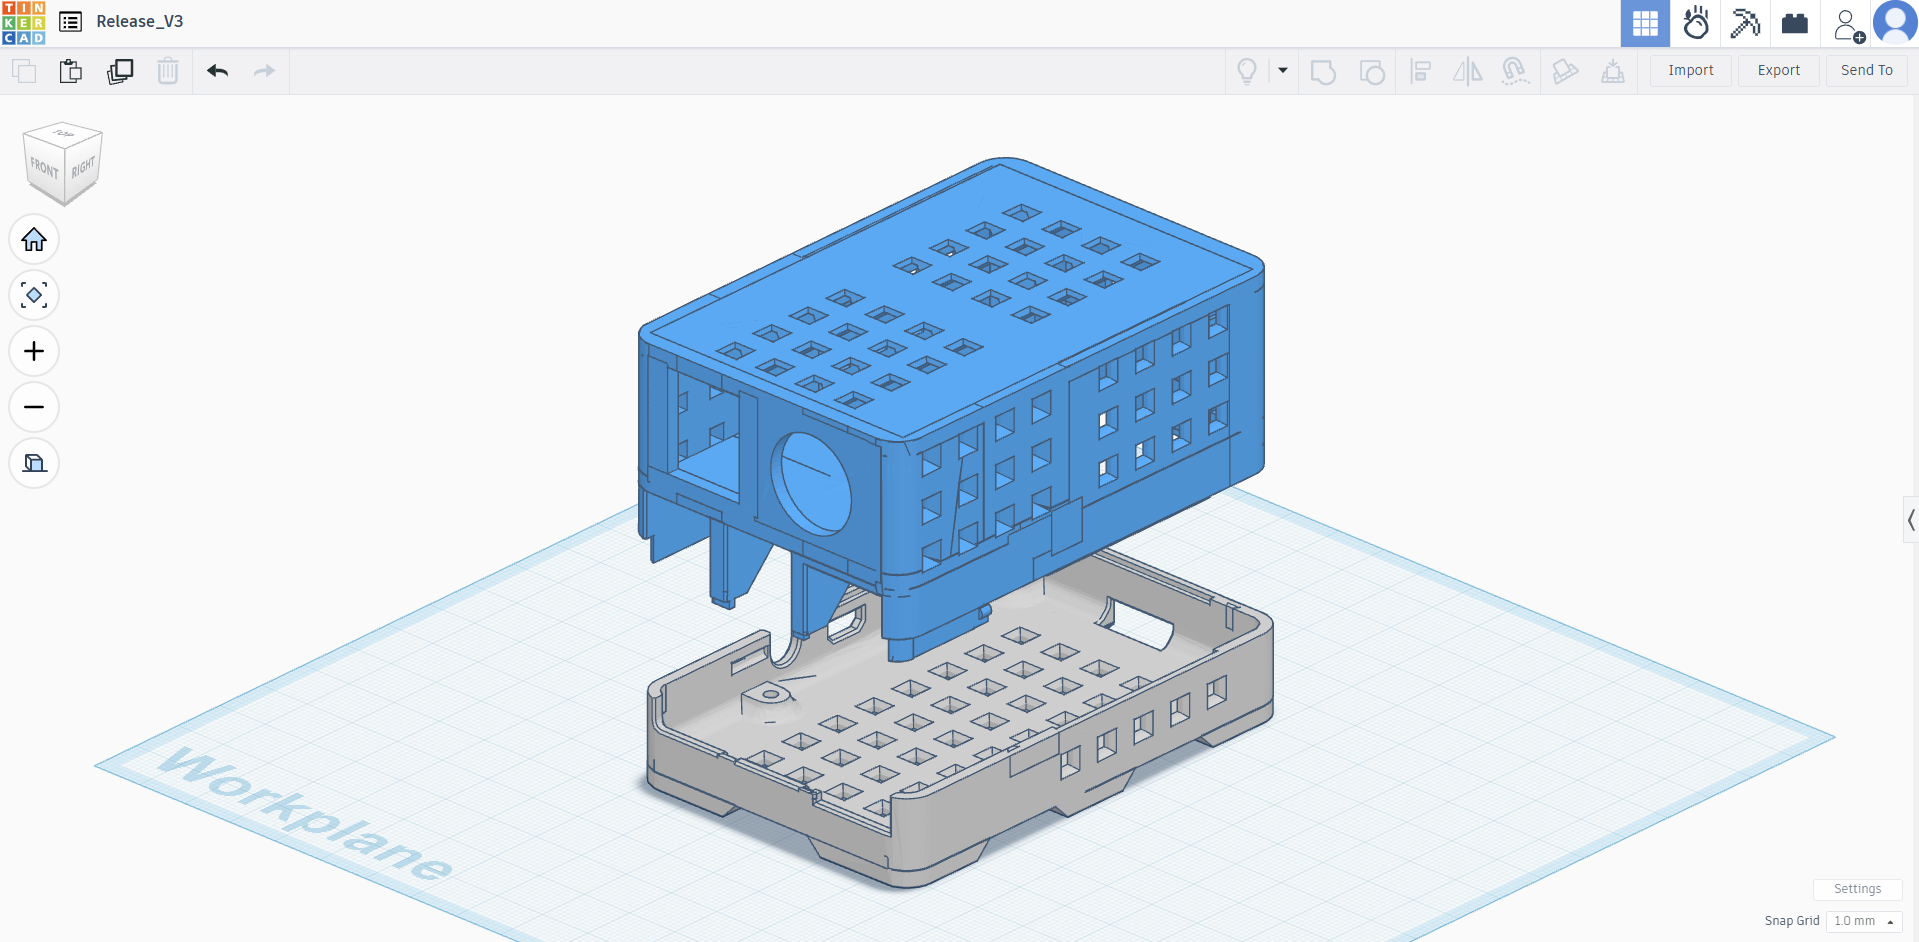 TIN
KER
CAD
Release_V3
Import
Export
Send To
TOP
FRONT
RIGHT
Workplane
Settings
Snap Grid
1.0 mm